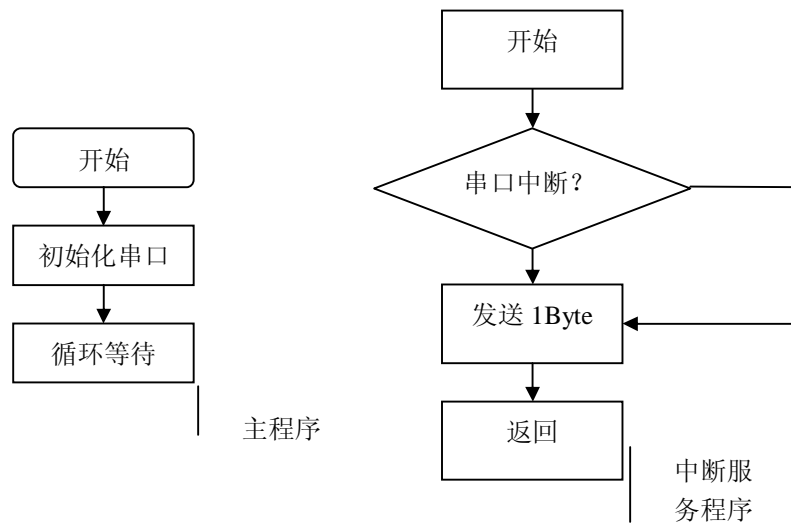 开始
初始化串口
循环等待
主程序
开始
串口中断？
发送 1Byte
返回
中断服
务程序